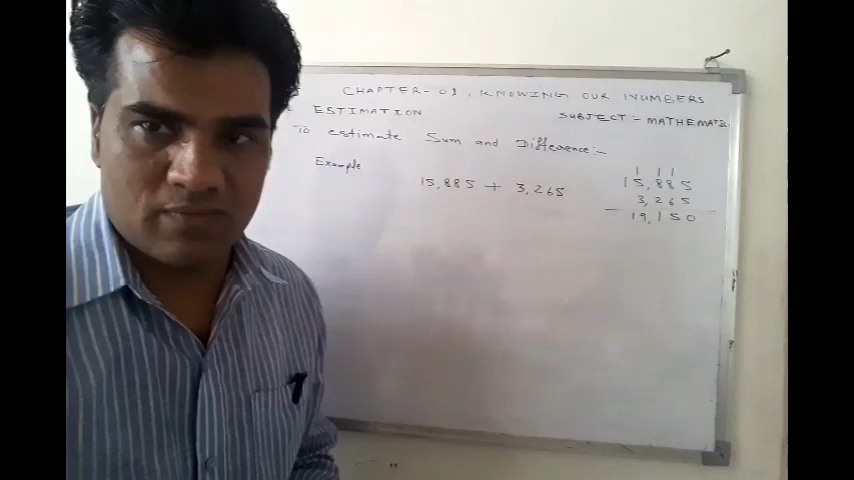 CHAPTER-01, KNOWING OUR NUMBERS
ESTIMATION
SUBJECT :- MATHEMATIC
To estimate Sum and Difference:-
Example
15,885 + 3,265
1 1 1
15,885
3,265
19,150